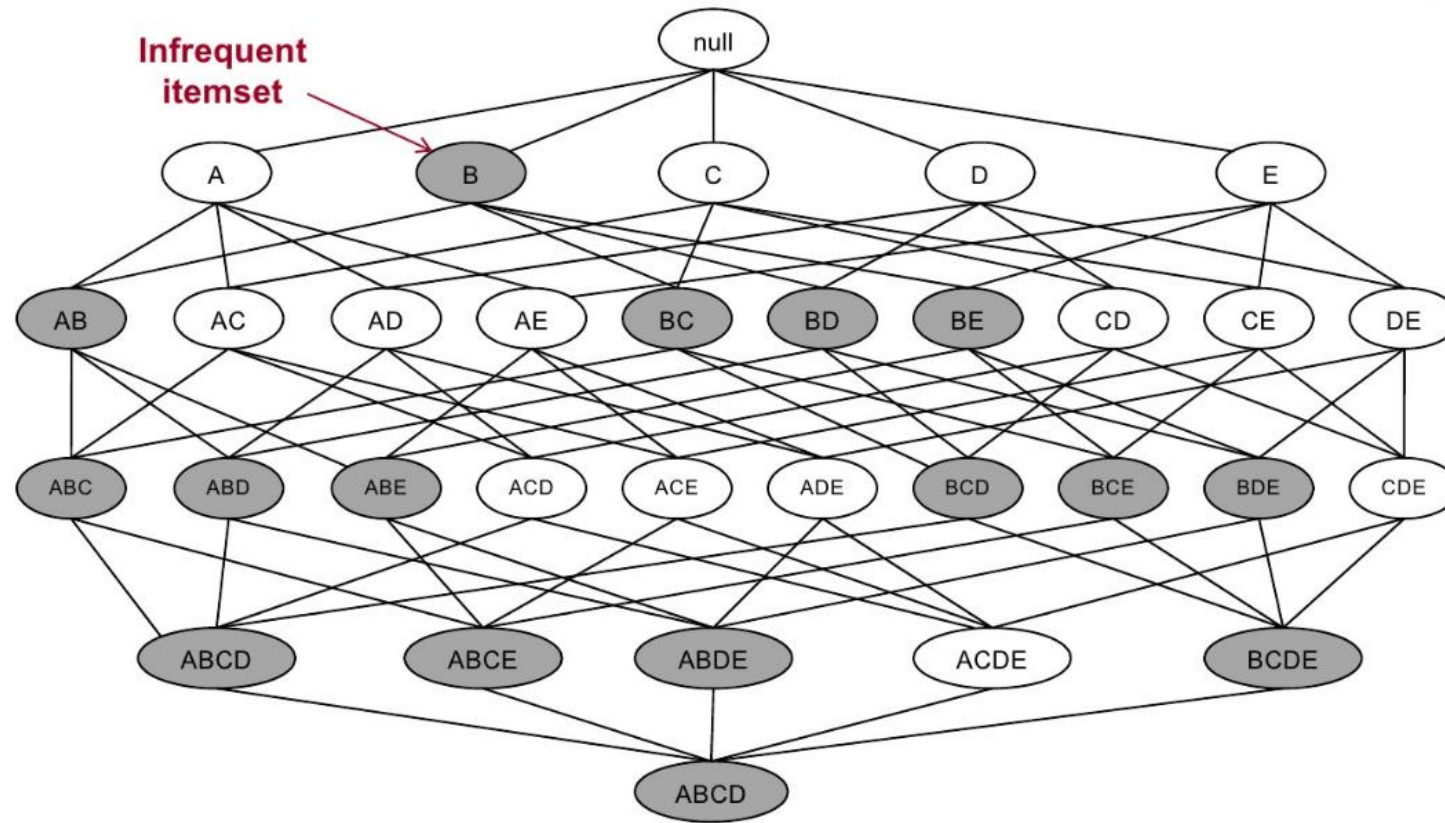 null
Infrequent
itemset
A B C D E
AB AC AD AE BC BD BE CD CE DE
ABC ABD ABE ACD ACE ADE BCD BCE BDE CDE
ABCD ABCE ABDE ACDE BCDE
ABCD